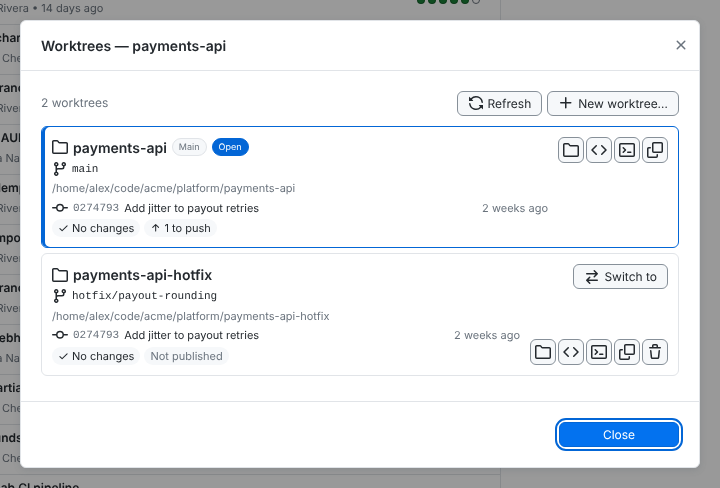 Rivera • 14 days ago
Worktrees — payments-api
2 worktrees
Refresh
New worktree...
payments-api Main Open
main
/home/alex/code/acme/platform/payments-api
0274793 Add jitter to payout retries 2 weeks ago
No changes 1 to push
payments-api-hotfix
Switch to
hotfix/payout-rounding
/home/alex/code/acme/platform/payments-api-hotfix
0274793 Add jitter to payout retries 2 weeks ago
No changes Not published
Close